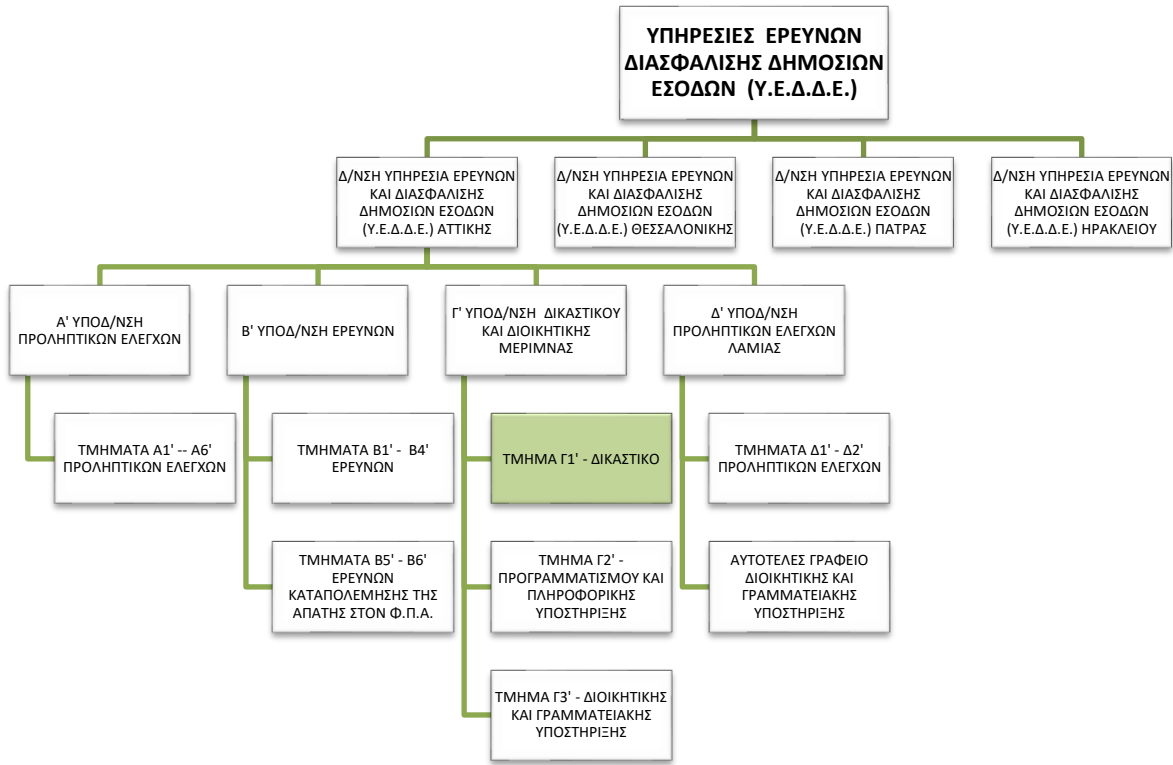 ΥΠΗΡΕΣΙΕΣ ΕΡΕΥΝΩΝ
ΔΙΑΣΦΑΛΙΣΗΣ ΔΗΜΟΣΙΩΝ
ΕΣΟΔΩΝ (Υ.Ε.Δ.Δ.Ε.)
Δ/ΝΣΗ ΥΠΗΡΕΣΙΑ ΕΡΕΥΝΩΝ
ΚΑΙ ΔΙΑΣΦΑΛΙΣΗΣ
ΔΗΜΟΣΙΩΝ ΕΣΟΔΩΝ
(Υ.Ε.Δ.Δ.Ε.) ΑΤΤΙΚΗΣ
Δ/ΝΣΗ ΥΠΗΡΕΣΙΑ ΕΡΕΥΝΩΝ
ΚΑΙ ΔΙΑΣΦΑΛΙΣΗΣ
ΔΗΜΟΣΙΩΝ ΕΣΟΔΩΝ
(Υ.Ε.Δ.Δ.Ε.) ΘΕΣΣΑΛΟΝΙΚΗΣ
Δ/ΝΣΗ ΥΠΗΡΕΣΙΑ ΕΡΕΥΝΩΝ
ΚΑΙ ΔΙΑΣΦΑΛΙΣΗΣ
ΔΗΜΟΣΙΩΝ ΕΣΟΔΩΝ
(Υ.Ε.Δ.Δ.Ε.) ΠΑΤΡΑΣ
Δ/ΝΣΗ ΥΠΗΡΕΣΙΑ ΕΡΕΥΝΩΝ
ΚΑΙ ΔΙΑΣΦΑΛΙΣΗΣ
ΔΗΜΟΣΙΩΝ ΕΣΟΔΩΝ
(Υ.Ε.Δ.Δ.Ε.) ΗΡΑΚΛΕΙΟΥ
Α' ΥΠΟΔ/ΝΣΗ
ΠΡΟΛΗΠΤΙΚΩΝ ΕΛΕΓΧΩΝ
Β' ΥΠΟΔ/ΝΣΗ ΕΡΕΥΝΩΝ
Γ' ΥΠΟΔ/ΝΣΗ ΔΙΚΑΣΤΙΚΟΥ
ΚΑΙ ΔΙΟΙΚΗΤΙΚΗΣ
ΜΕΡΙΜΝΑΣ
Δ' ΥΠΟΔ/ΝΣΗ
ΠΡΟΛΗΠΤΙΚΩΝ ΕΛΕΓΧΩΝ
ΛΑΜΙΑΣ
ΤΜΗΜΑΤΑ Α1' -- Α6'
ΠΡΟΛΗΠΤΙΚΩΝ ΕΛΕΓΧΩΝ
ΤΜΗΜΑΤΑ Β1' - Β4'
ΕΡΕΥΝΩΝ
ΤΜΗΜΑ Γ1' - ΔΙΚΑΣΤΙΚΟ
ΤΜΗΜΑΤΑ Δ1' - Δ2'
ΠΡΟΛΗΠΤΙΚΩΝ ΕΛΕΓΧΩΝ
ΤΜΗΜΑΤΑ Β5' - Β6'
ΕΡΕΥΝΩΝ
ΚΑΤΑΠΟΛΕΜΗΣΗΣ ΤΗΣ
ΑΠΑΤΗΣ ΣΤΟΝ Φ.Π.Α.
ΤΜΗΜΑ Γ2' -
ΠΡΟΓΡΑΜΜΑΤΙΣΜΟΥ ΚΑΙ
ΠΛΗΡΟΦΟΡΙΚΗΣ
ΥΠΟΣΤΗΡΙΞΗΣ
ΑΥΤΟΤΕΛΕΣ ΓΡΑΦΕΙΟ
ΔΙΟΙΚΗΤΙΚΗΣ ΚΑΙ
ΓΡΑΜΜΑΤΕΙΑΚΗΣ
ΥΠΟΣΤΗΡΙΞΗΣ
ΤΜΗΜΑ Γ3' - ΔΙΟΙΚΗΤΙΚΗΣ
ΚΑΙ ΓΡΑΜΜΑΤΕΙΑΚΗΣ
ΥΠΟΣΤΗΡΙΞΗΣ